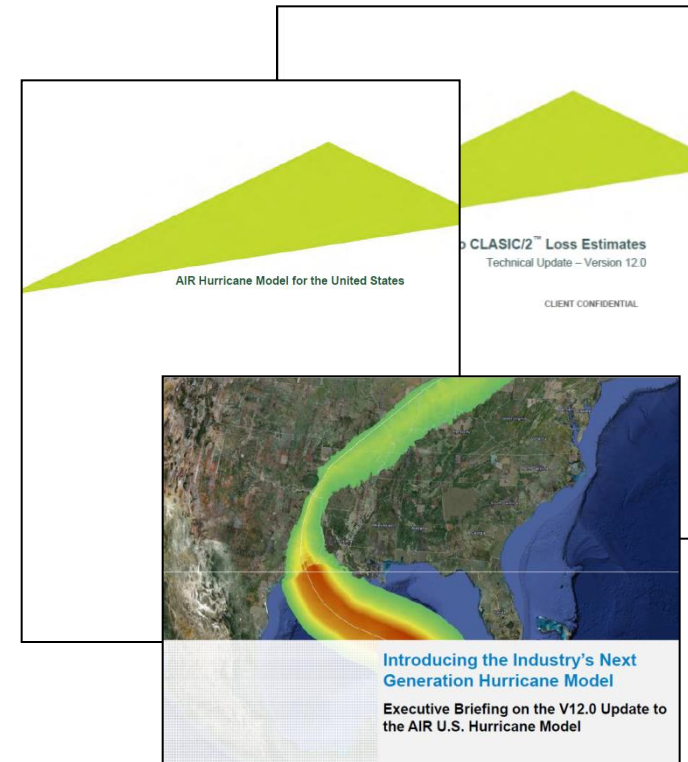 AIR Hurricane Model for the United States
o CLASIC/2™ Loss Estimates
Technical Update – Version 12.0
CLIENT CONFIDENTIAL
Introducing the Industry's Next
Generation Hurricane Model
Executive Briefing on the V12.0 Update to
the AIR U.S. Hurricane Model